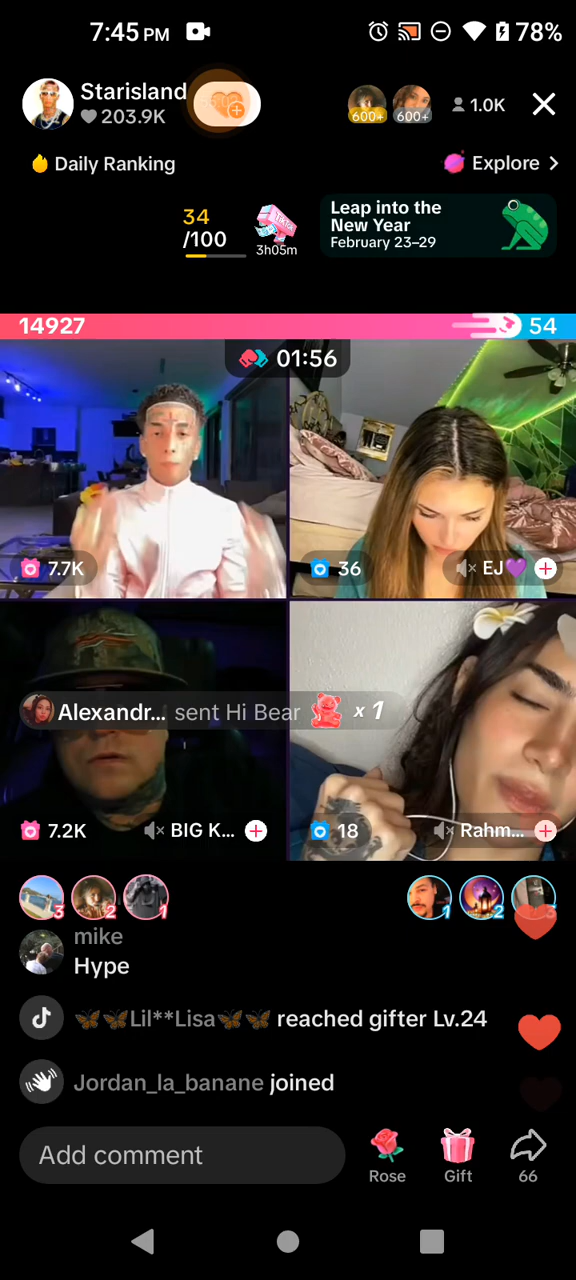 7:45 PM
78%
Starisland
203.9K
600+
600+
1.0K
Daily Ranking
Explore
34
/100
3h05m
Leap into the
New Year
February 23–29
14927
54
01:56
7.7K
36
EJ💜
Alexandr... sent Hi Bear x 1
7.2K
BIG K...
18
Rahm...
3
2
1
1
2
3
mike
Hype
🦋🦋Lil**Lisa🦋🦋 reached gifter Lv.24
Jordan_la_banane joined
Add comment
Rose
Gift
66